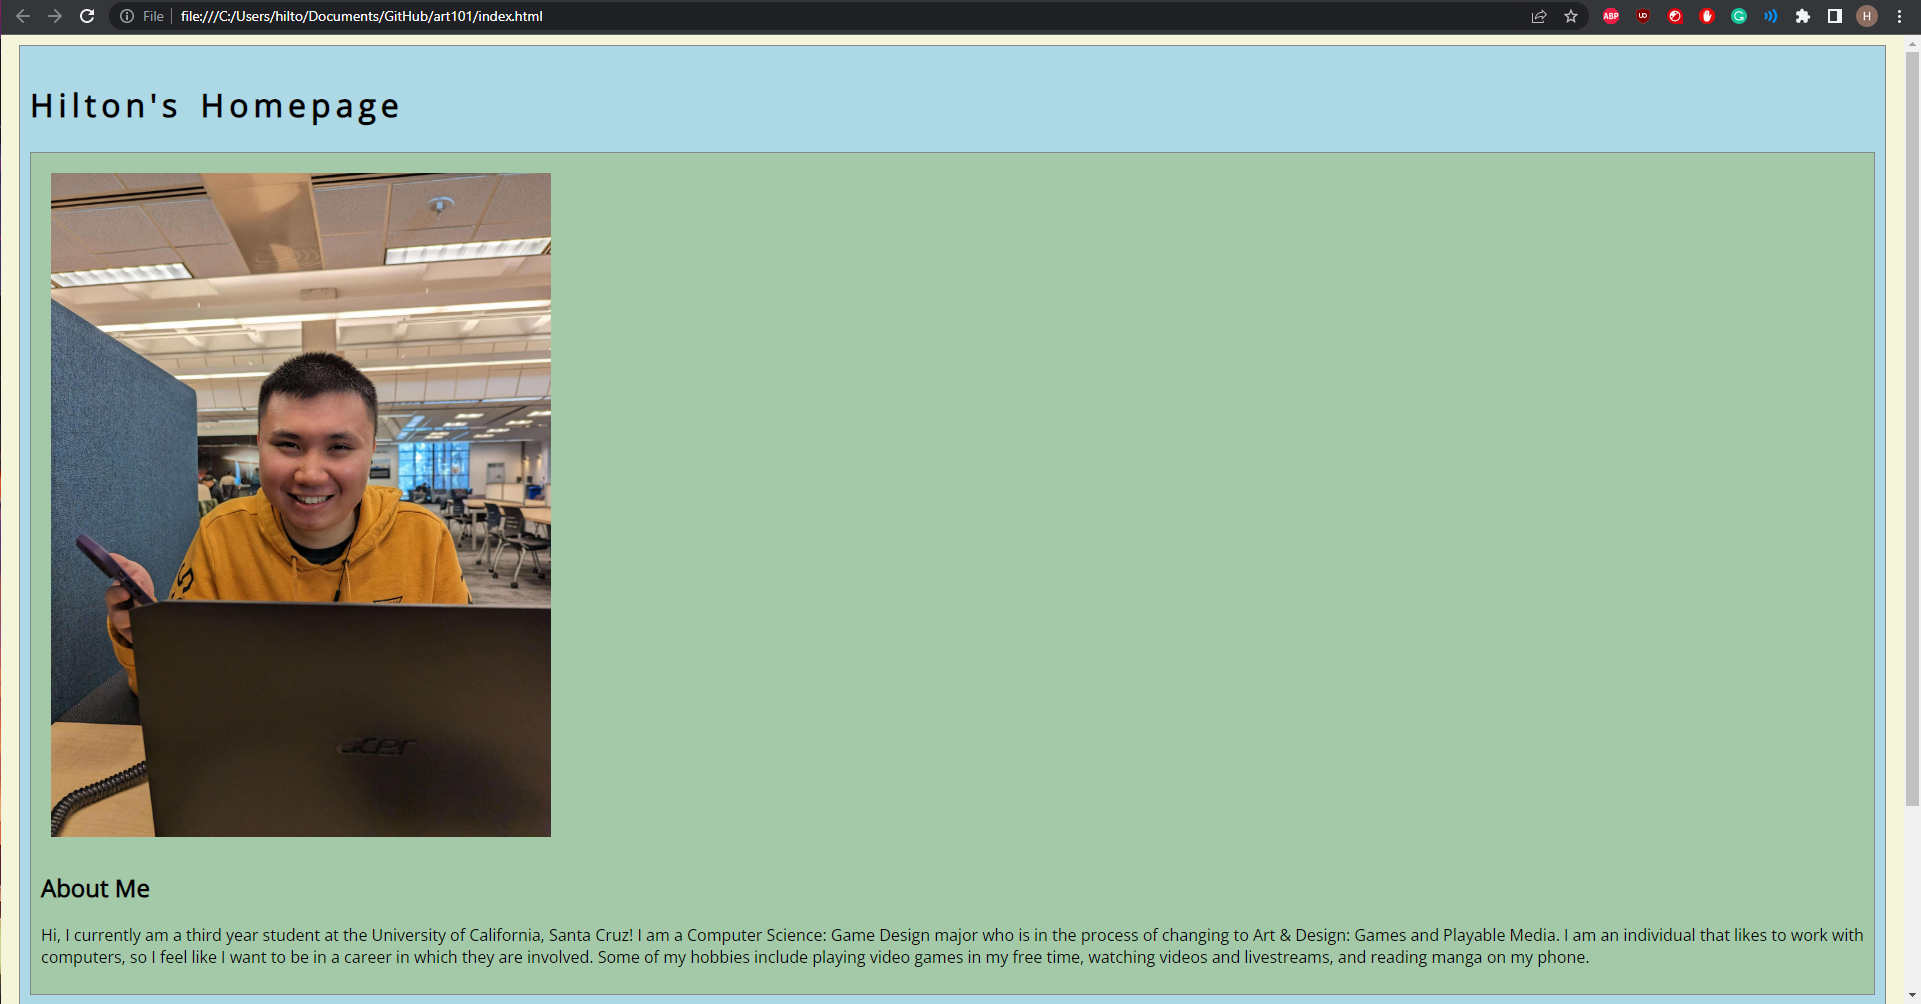 File file:///C:/Users/hilto/Documents/GitHub/art101/index.html ABP UD G H
Hilton's Homepage
acer
About Me
Hi, I currently am a third year student at the University of California, Santa Cruz! I am a Computer Science: Game Design major who is in the process of changing to Art & Design: Games and Playable Media. I am an individual that likes to work with
computers, so I feel like I want to be in a career in which they are involved. Some of my hobbies include playing video games in my free time, watching videos and livestreams, and reading manga on my phone.